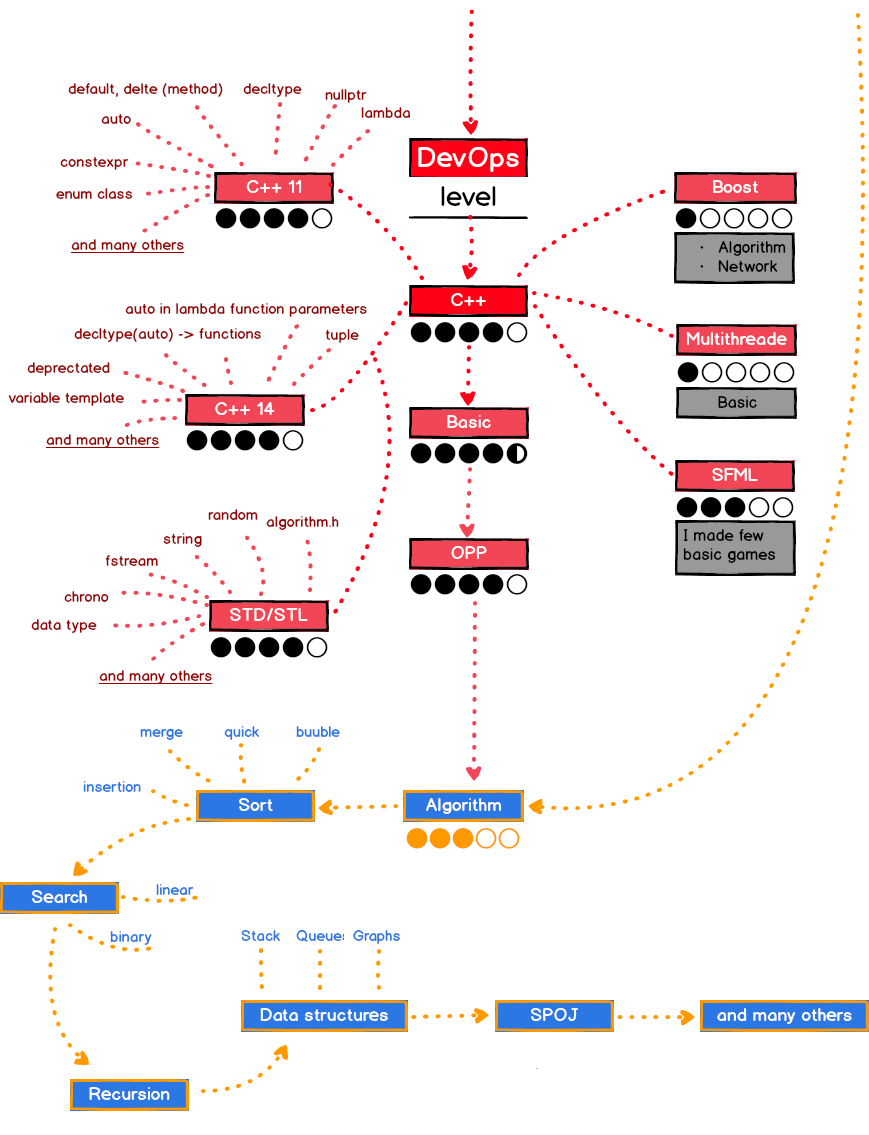 default, delte (method)
decltype
nullptr
lambda
auto
constexpr
enum class
and many others
C++ 11
DevOps
level
Boost
· Algorithm
· Network
C++
auto in lambda function parameters
decltype(auto) -> functions
tuple
deprectated
variable template
and many others
C++ 14
Multithreade
Basic
Basic
SFML
I made few
basic games
OPP
random
algorithm.h
string
fstream
chrono
data type
and many others
STD/STL
merge
quick
buuble
insertion
Sort
Algorithm
Search
linear
binary
Stack
Queues
Graphs
Data structures
SPOJ
and many others
Recursion